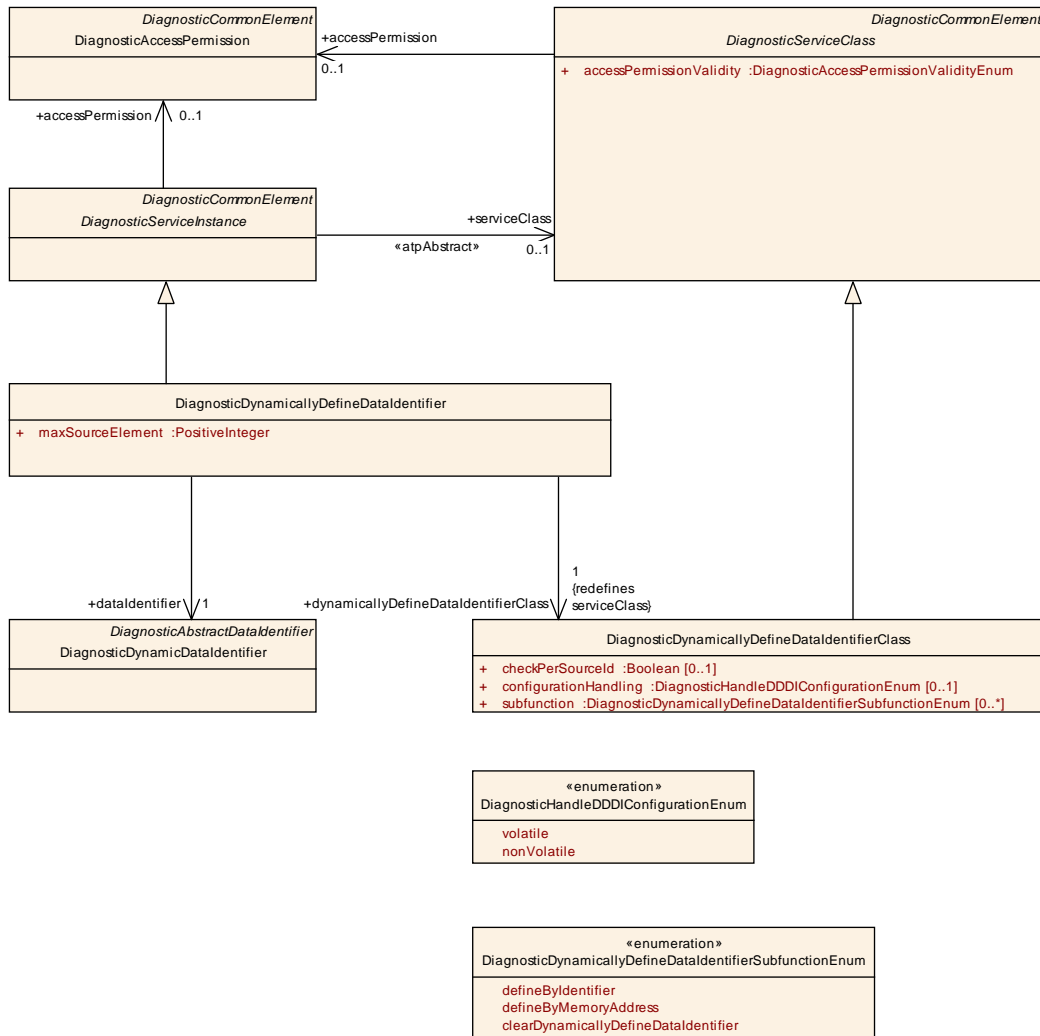 DiagnosticCommonElement
DiagnosticAccessPermission
DiagnosticCommonElement
DiagnosticServiceClass
+ accessPermissionValidity :DiagnosticAccessPermissionValidityEnum
+accessPermission
0..1
+accessPermission
0..1
DiagnosticCommonElement
DiagnosticServiceInstance
+serviceClass
«atpAbstract»
0..1
DiagnosticDynamicallyDefineDataIdentifier
+ maxSourceElement :PositiveInteger
+dataIdentifier
1
+dynamicallyDefineDataIdentifierClass
1
{redefines
serviceClass}
DiagnosticAbstractDataIdentifier
DiagnosticDynamicDataIdentifier
DiagnosticDynamicallyDefineDataIdentifierClass
+ checkPerSourceId :Boolean [0..1]
+ configurationHandling :DiagnosticHandleDDDIConfigurationEnum [0..1]
+ subfunction :DiagnosticDynamicallyDefineDataIdentifierSubfunctionEnum [0..*]
«enumeration»
DiagnosticHandleDDDIConfigurationEnum
volatile
nonVolatile
«enumeration»
DiagnosticDynamicallyDefineDataIdentifierSubfunctionEnum
defineByIdentifier
defineByMemoryAddress
clearDynamicallyDefineDataIdentifier